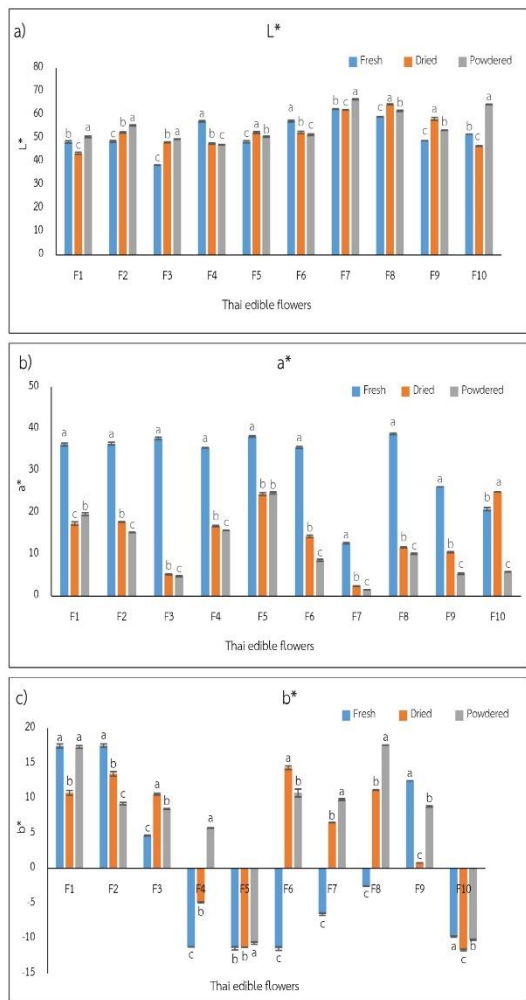 a)
L*
Fresh Dried Powdered
L*
80
70
60
50
40
30
20
10
0
b c a
c b a
c b a
a b c
c a b
a b c
b c a
c a b
c a b
b c a
F1 F2 F3 F4 F5 F6 F7 F8 F9 F10
Thai edible flowers
b)
a*
Fresh Dried Powdered
a*
50
40
30
20
10
0
a c b
a b c
a b c
a b c
a b b
a b c
a b c
a b c
a b c
b a c
F1 F2 F3 F4 F5 F6 F7 F8 F9 F10
Thai edible flowers
c)
b*
Fresh Dried Powdered
b*
20
15
10
5
0
-5
-10
-15
a b a
a b c
c a b
c b a
b b a
c a b
c b a
c b a
a c b
a c b
F1 F2 F3 F4 F5 F6 F7 F8 F9 F10
Thai edible flowers